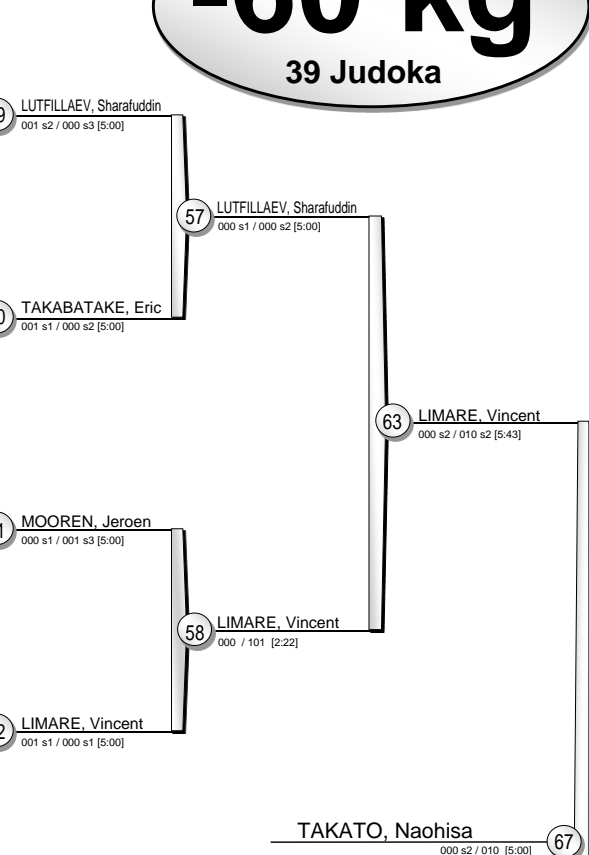 -60 kg
39 Judoka
LUTFILLAEV, Sharafuddin
001 s2 / 000 s3 [5:00]
57
LUTFILLAEV, Sharafuddin
000 s1 / 000 s2 [5:00]
TAKABATAKE, Eric
001 s1 / 000 s2 [5:00]
63
LIMARE, Vincent
000 s2 / 010 s2 [5:43]
MOOREN, Jeroen
000 s1 / 001 s3 [5:00]
58
LIMARE, Vincent
000 / 101 [2:22]
LIMARE, Vincent
001 s1 / 000 s1 [5:00]
TAKATO, Naohisa
000 s2 / 010 [5:00]
67